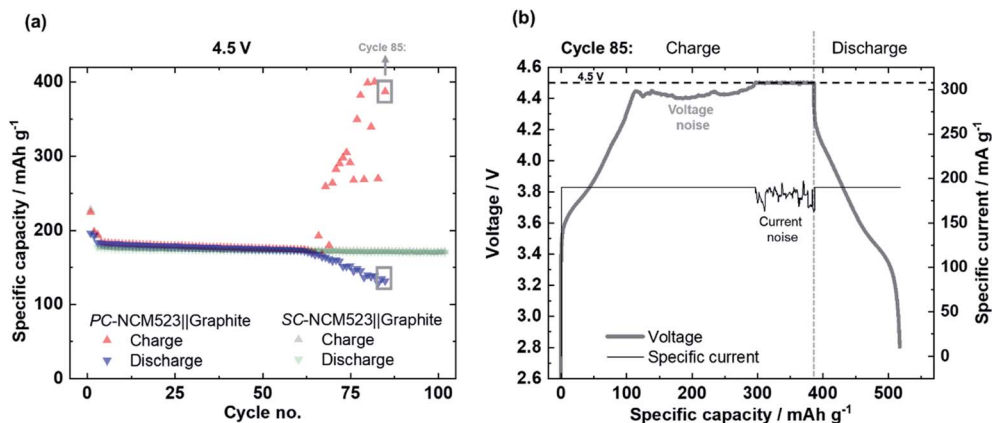 (a)
4.5 V
Cycle 85:
Specific capacity / mAh g-1
400
300
200
100
0
PC-NCM523||Graphite
Charge
Discharge
SC-NCM523||Graphite
Charge
Discharge
0 25 50 75 100
Cycle no.
(b)
Cycle 85: Charge Discharge
4.5 V
Voltage / V
4.6
4.4
4.2
4.0
3.8
3.6
3.4
3.2
3.0
2.8
2.6
Voltage
noise
Current
noise
Voltage
Specific current
300
250
200
150
100
50
0
Specific current / mA g-1
0 100 200 300 400 500
Specific capacity / mAh g-1